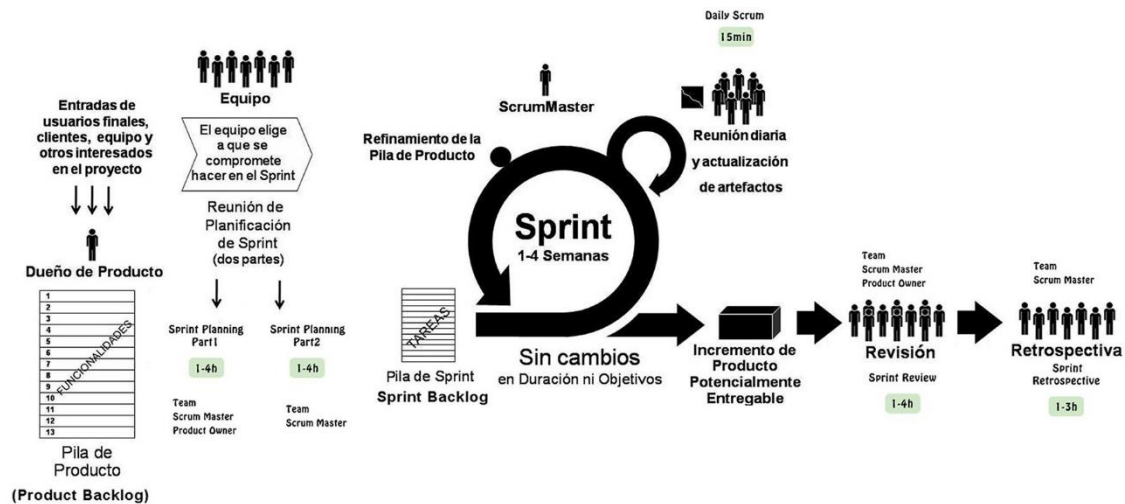 Entradas de
usuarios finales,
clientes, equipo y
otros interesados
en el proyecto
Dueño de Producto
1
2
3
4
5
6
7
8
9
10
11
12
13
FUNCIONALIDADES
Pila de
Producto
(Product Backlog)
Equipo
El equipo elige
a que se
compromete
hacer en el Sprint
Reunión de
Planificación
de Sprint
(dos partes)
Sprint Planning
Part1
1-4h
Team
Scrum Master
Product Owner
Sprint Planning
Part2
1-4h
Team
Scrum Master
ScrumMaster
Refinamiento de la
Pila de Producto
Daily Scrum
15min
Reunión diaria
y actualización
de artefactos
Sprint
1-4 Semanas
TAREAS
Pila de Sprint
Sprint Backlog
Sin cambios
en Duración ni Objetivos
Incremento de
Producto
Potencialmente
Entregable
Team
Scrum Master
Product Owner
Revisión
Sprint Review
1-4h
Team
Scrum Master
Retrospectiva
Sprint
Retrospective
1-3h